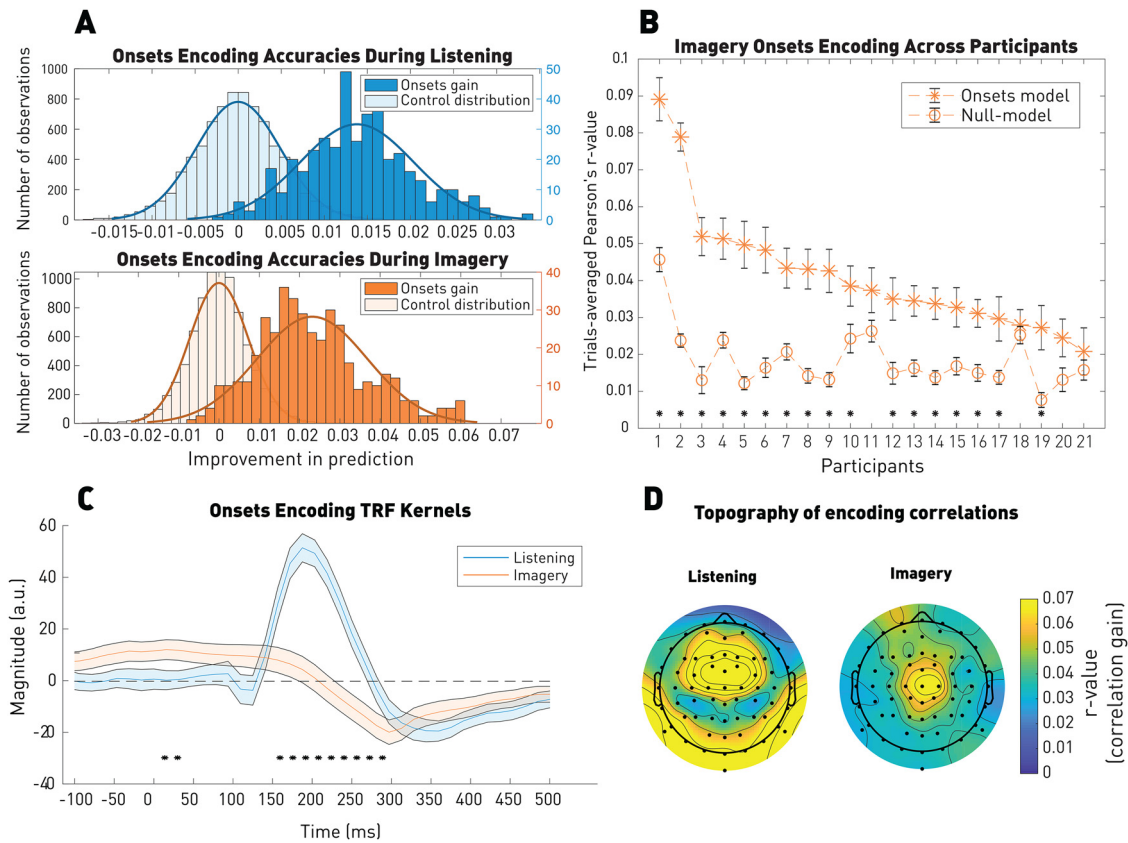 A
Onsets Encoding Accuracies During Listening
Number of observations
1000
800
600
400
200
0
50
40
30
20
10
0
Onsets gain
Control distribution
-0.015 -0.01 -0.005 0 0.005 0.01 0.015 0.02 0.025 0.03
Onsets Encoding Accuracies During Imagery
Number of observations
1000
800
600
400
200
0
40
30
20
10
0
Onsets gain
Control distribution
-0.03 -0.02 -0.01 0 0.01 0.02 0.03 0.04 0.05 0.06 0.07
Improvement in prediction
B
Imagery Onsets Encoding Across Participants
Trials-averaged Pearson's r-value
0.1
0.09
0.08
0.07
0.06
0.05
0.04
0.03
0.02
0.01
0
Onsets model
Null-model
* * * * * * * * * * * * * * * * *
1 2 3 4 5 6 7 8 9 10 11 12 13 14 15 16 17 18 19 20 21
Participants
C
Onsets Encoding TRF Kernels
Magnitude (a.u.)
60
40
20
0
-20
-40
Listening
Imagery
* * * * * * * * * * *
-100 -50 0 50 100 150 200 250 300 350 400 450 500
Time (ms)
D
Topography of encoding correlations
Listening
Imagery
0.07
0.06
0.05
0.04
0.03
0.02
0.01
0
r-value
(correlation gain)